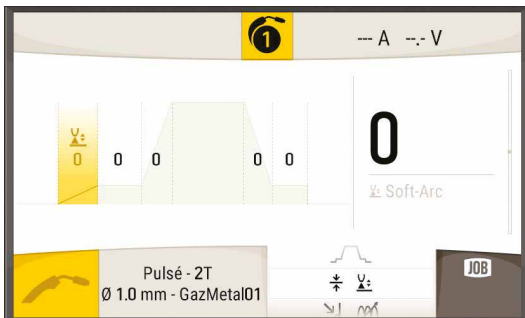 1
--- A --.- V
0 0 0 0 0
0
Soft-Arc
Pulsé - 2T
Ø 1.0 mm - GazMetal01
JOB